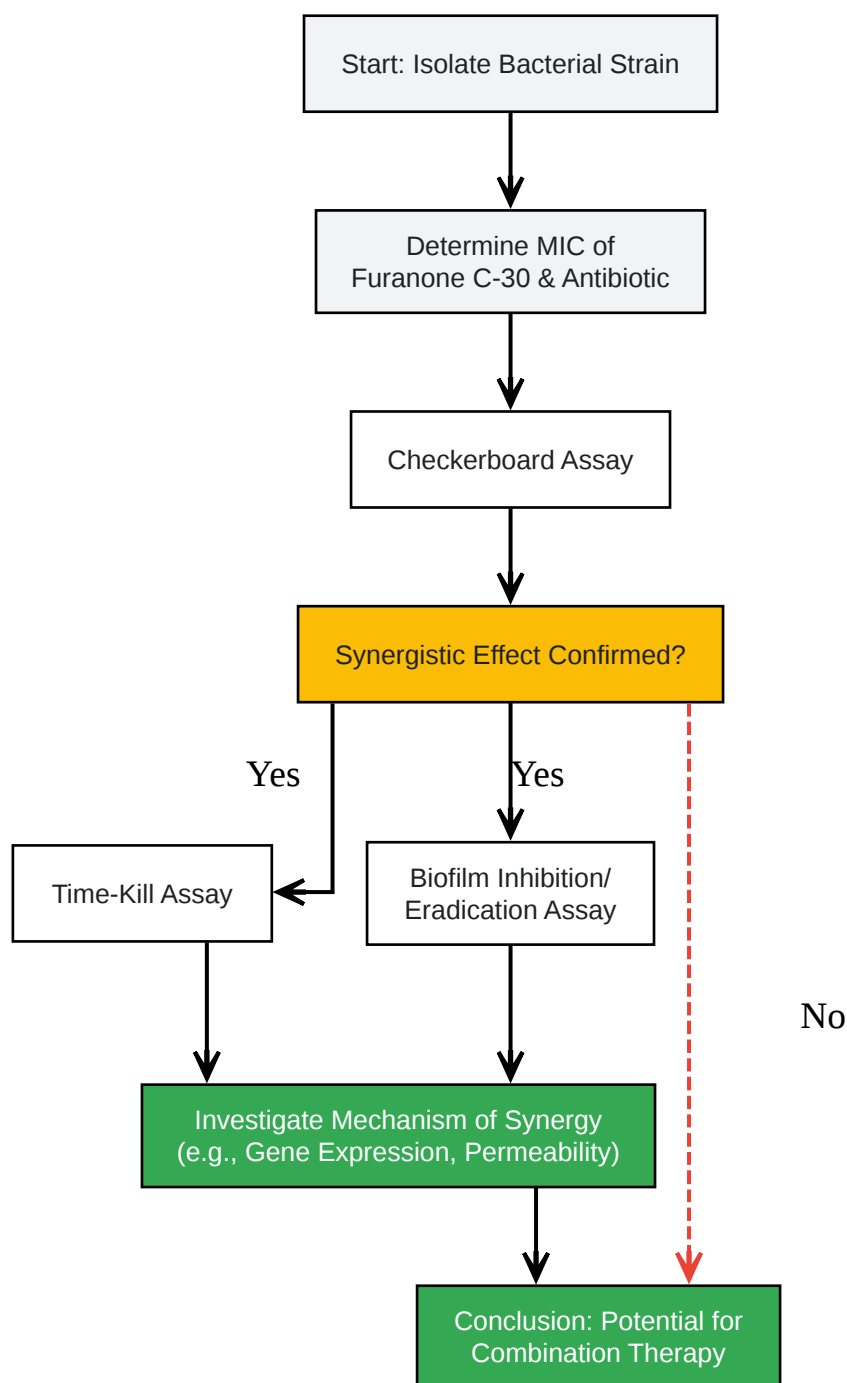 Start: Isolate Bacterial Strain
Determine MIC of
Furanone C-30 & Antibiotic
Checkerboard Assay
Synergistic Effect Confirmed?
Yes
Yes
Time-Kill Assay
Biofilm Inhibition/
Eradication Assay
No
Investigate Mechanism of Synergy
(e.g., Gene Expression, Permeability)
Conclusion: Potential for
Combination Therapy